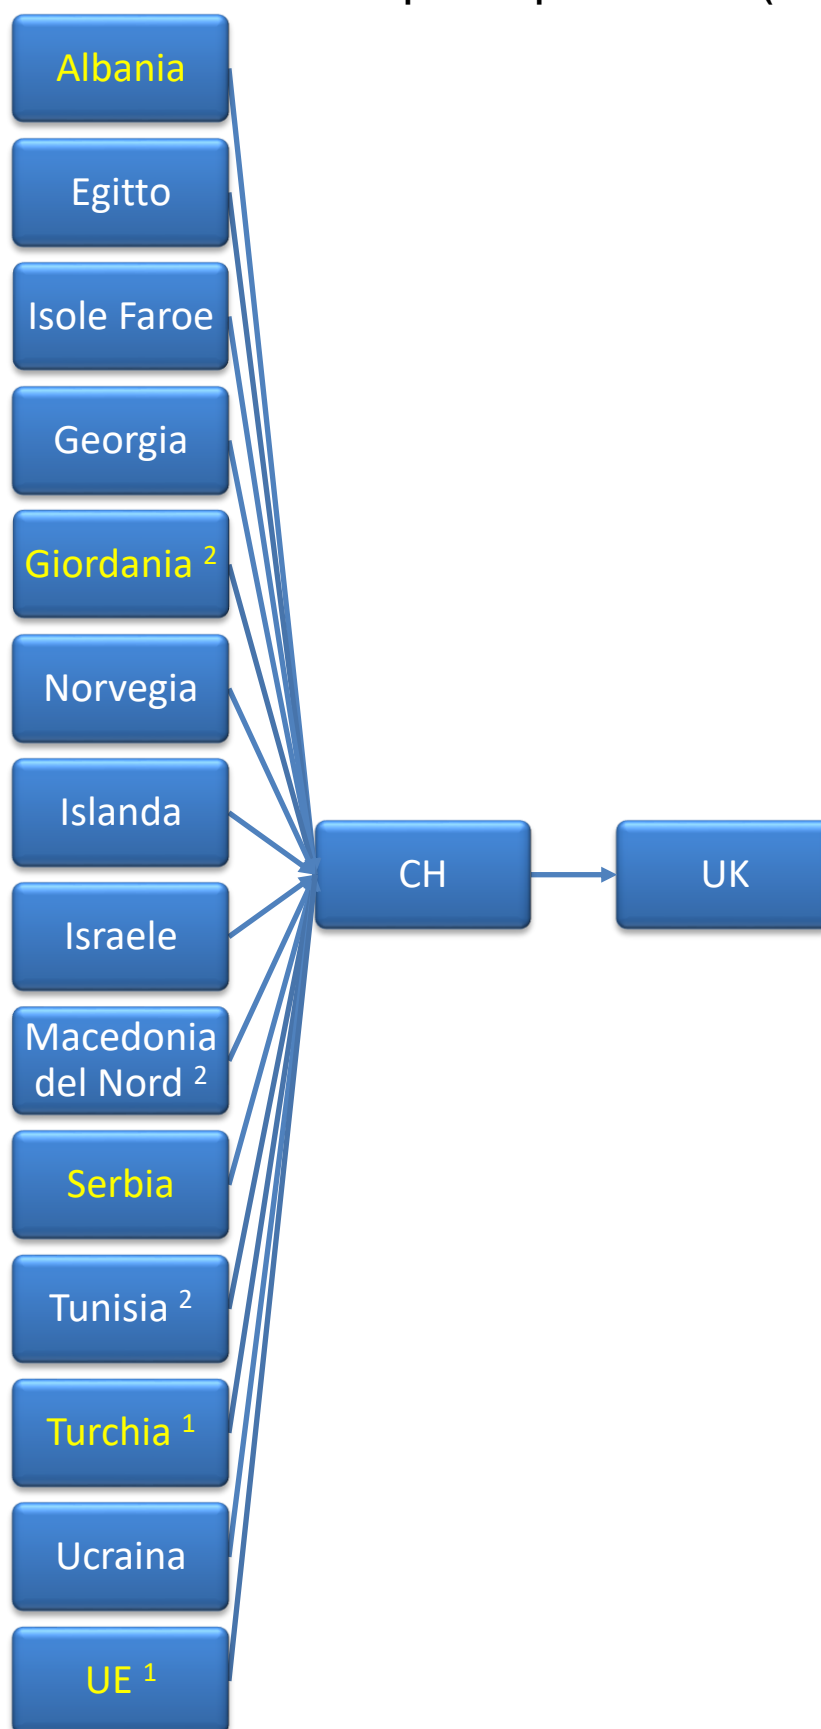 Albania
Egitto
Isole Faroe
Georgia
Giordania ²
Norvegia
Islanda
CH
UK
Israele
Macedonia
del Nord ²
Serbia
Tunisia ²
Turchia ¹
Ucraina
UE ¹